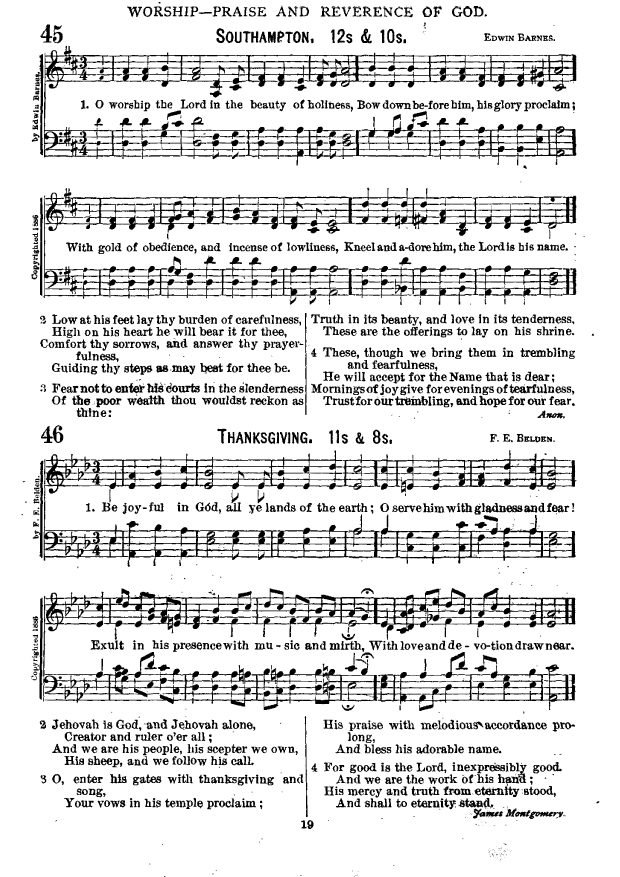 WORSHIP—PRAISE AND REVERENCE OF GOD.
45 SOUTHAMPTON. 12s & 10s. EDWIN BARNES.
by Edwin Barnes.
1. O worship the Lord in the beauty of holiness, Bow down be-fore him, his glory proclaim;
Copyrighted 1886
With gold of obedience, and incense of lowliness, Kneel and a-dore him, the Lord is his name.
2 Low at his feet lay thy burden of carefulness,
High on his heart he will bear it for thee,
Comfort thy sorrows, and answer thy prayer-
fulness,
Guiding thy steps as may best for thee be.
3 Fear not to enter his courts in the slenderness
Of the poor wealth thou wouldst reckon as
thine:
Truth in its beauty, and love in its tenderness,
These are the offerings to lay on his shrine.
4 These, though we bring them in trembling
and fearfulness,
He will accept for the Name that is dear;
Mornings of joy give for evenings of tearfulness,
Trust for our trembling, and hope for our fear.
Anon.
46 THANKSGIVING. 11s & 8s. F. E. BELDEN.
by F. E. Belden.
1. Be joy-ful in God, all ye lands of the earth; O serve him with gladness and fear!
Copyrighted 1886
Exult in his presence with mu-sic and mirth, With love and de-votion draw near.
2 Jehovah is God, and Jehovah alone,
Creator and ruler o'er all;
And we are his people, his scepter we own,
His sheep, and we follow his call.
3 O, enter his gates with thanksgiving and
song,
Your vows in his temple proclaim;
His praise with melodious accordance pro-
long,
And bless his adorable name.
4 For good is the Lord, inexpressibly good.
And we are the work of his hand;
His mercy and truth from eternity stood,
And shall to eternity stand.
James Montgomery.
19